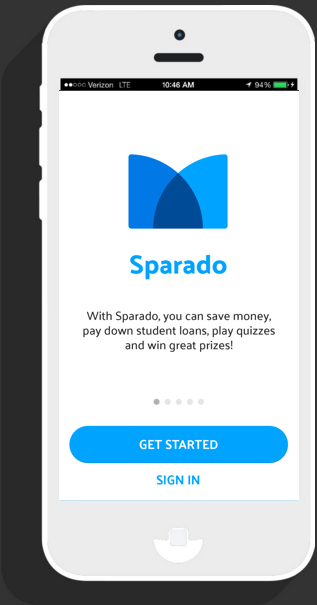 Verizon LTE 10:46 AM 94%
Sparado
With Sparado, you can save money,
pay down student loans, play quizzes
and win great prizes!
GET STARTED
SIGN IN